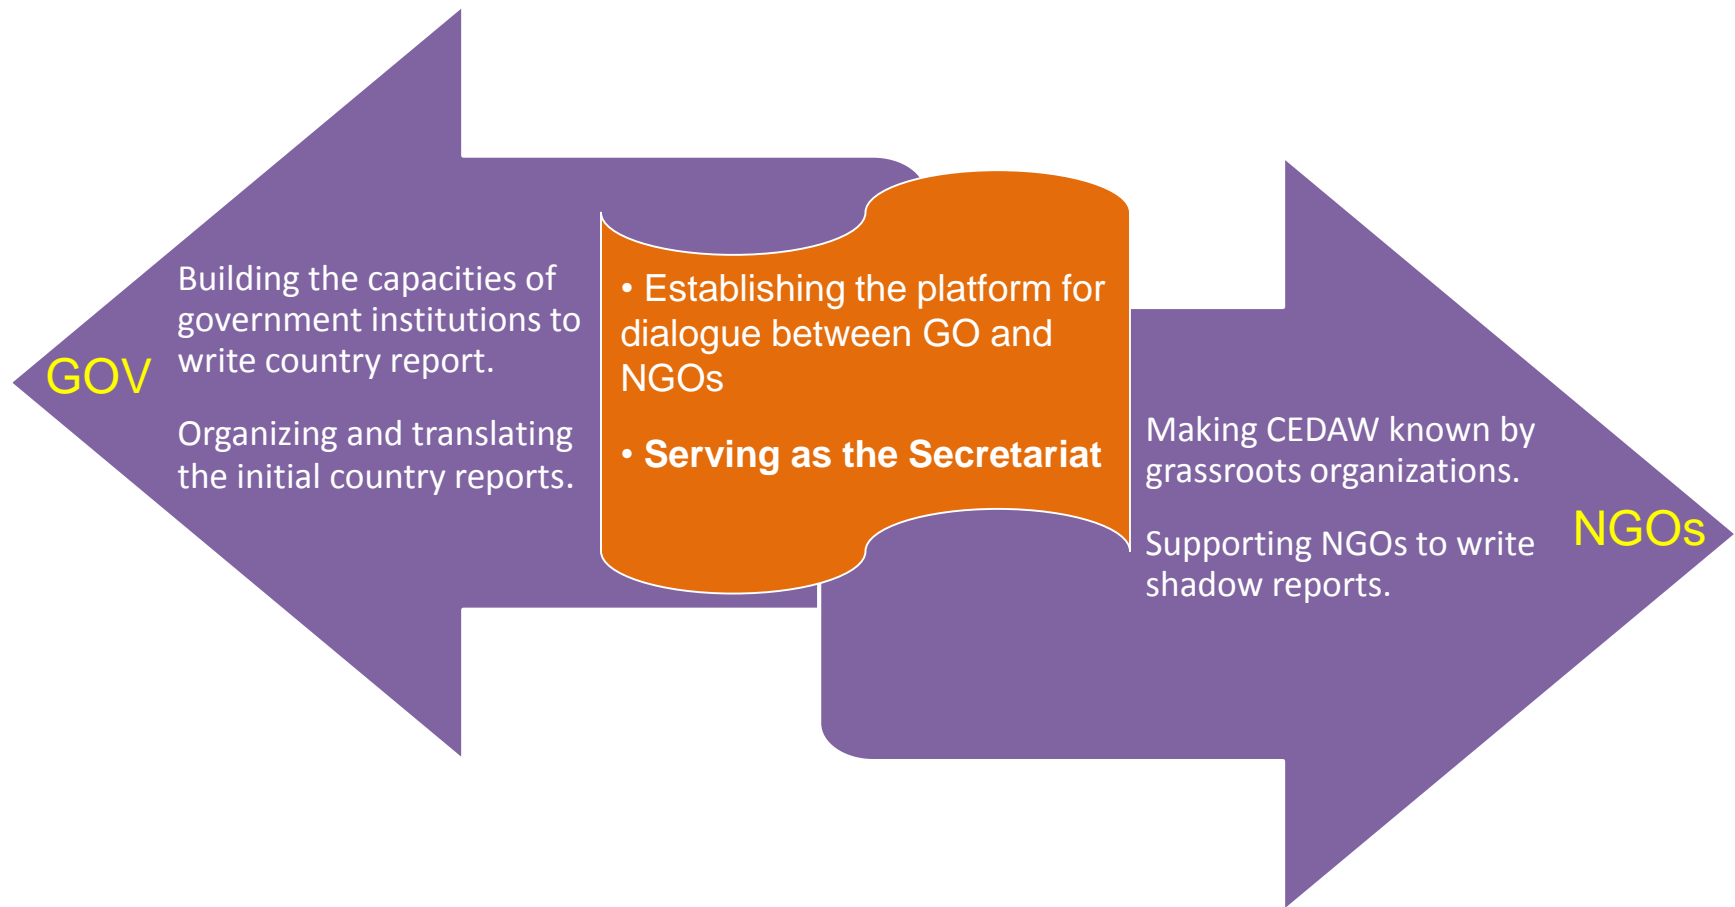 GOV
Building the capacities of
government institutions to
write country report.
Organizing and translating
the initial country reports.
• Establishing the platform for
dialogue between GO and
NGOs
• Serving as the Secretariat
Making CEDAW known by
grassroots organizations.
Supporting NGOs to write
shadow reports.
NGOs